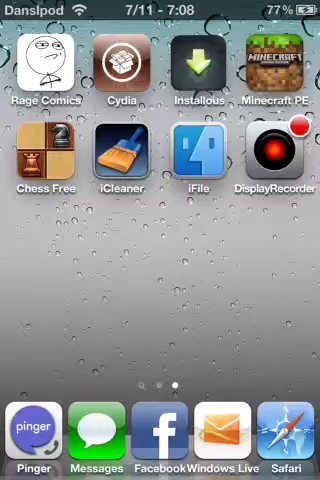 DansIpod 7/11 - 7:08 77%
Rage Comics Cydia Installous Minecraft PE
MINECRAFT
Chess Free iCleaner iFile DisplayRecorder
pinger
Pinger Messages Facebook Windows Live Safari